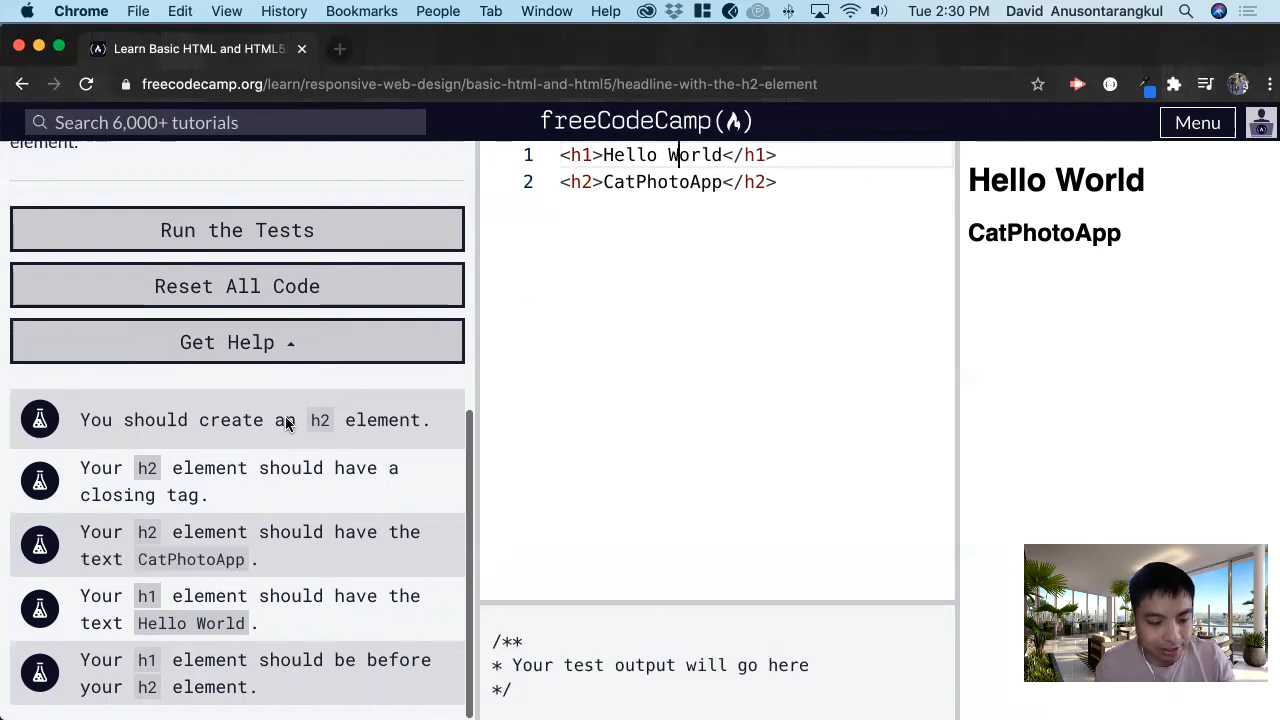 Chrome File Edit View History Bookmarks People Tab Window Help Tue 2:30 PM David Anusontarangkul
Learn Basic HTML and HTML5
freecodecamp.org/learn/responsive-web-design/basic-html-and-html5/headline-with-the-h2-element
Search 6,000+ tutorials
freeCodeCamp
Menu
element.
Run the Tests
Reset All Code
Get Help
You should create an h2 element.
Your h2 element should have a
closing tag.
Your h2 element should have the
text CatPhotoApp.
Your h1 element should have the
text Hello World.
Your h1 element should be before
your h2 element.
1 <h1>Hello World</h1>
2 <h2>CatPhotoApp</h2>
/**
* Your test output will go here
*/
Hello World
CatPhotoApp